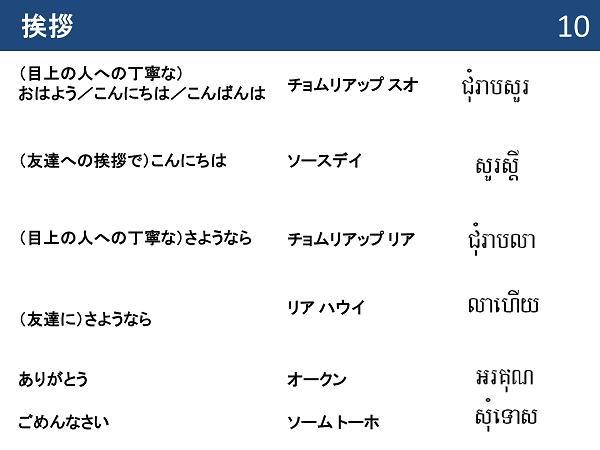 挨拶 10
（目上の人への丁寧な）
おはよう／こんにちは／こんばんは チョムリアップ スオ ជុំរាបសួរ
（友達への挨拶で）こんにちは ソースデイ សួរស្ដី
（目上の人への丁寧な）さようなら チョムリアップ リア ជុំរាបលា
（友達に）さようなら リア ハウイ លាហើយ
ありがとう オークン អរគុណ
ごめんなさい ソーム トーホ សុំទោស